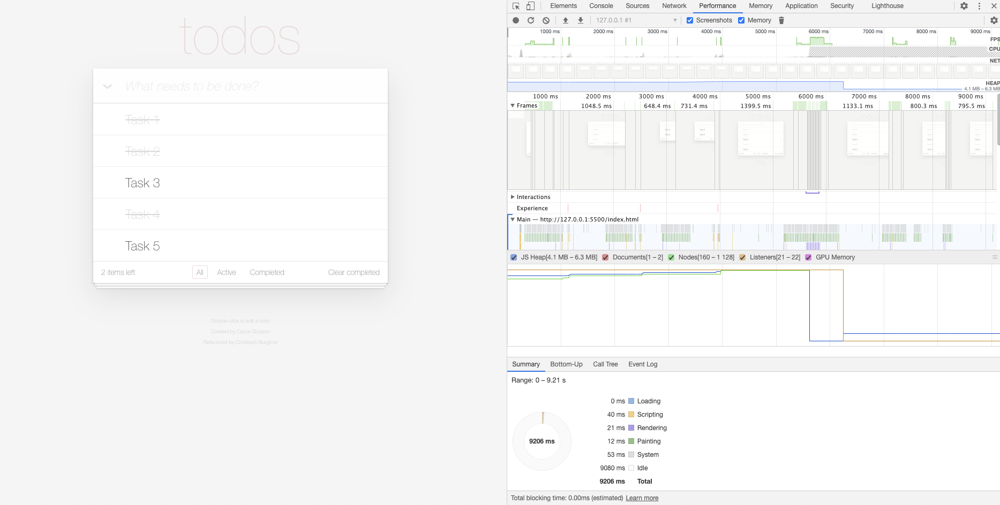 todos
What needs to be done?
Task 1
Task 2
Task 3
Task 4
Task 5
2 items left All Active Completed Clear completed
Double-click to edit a todo
Created by Oscar Godson
Refactored by Christoph Burgmer
Elements Console Sources Network Performance Memory Application Security Lighthouse
127.0.0.1 #1 Screenshots Memory
1000 ms 2000 ms 3000 ms 4000 ms 5000 ms 6000 ms 7000 ms 8000 ms 9000 ms
FPS
CPU
NET
HEAP
4.1 MB – 6.3 MB
1000 ms 2000 ms 3000 ms 4000 ms 5000 ms 6000 ms 7000 ms 8000 ms 9000 ms
Frames 1048.5 ms 648.4 ms 731.4 ms 1399.5 ms 1133.1 ms 800.3 ms 795.5 ms
Interactions
Experience
Main — http://127.0.0.1:5500/index.html
JS Heap[4.1 MB – 6.3 MB] Documents[1 – 2] Nodes[160 – 1 128] Listeners[21 – 22] GPU Memory
Summary Bottom-Up Call Tree Event Log
Range: 0 – 9.21 s
9206 ms
0 ms Loading
40 ms Scripting
21 ms Rendering
12 ms Painting
53 ms System
9080 ms Idle
9206 ms Total
Total blocking time: 0.00ms (estimated) Learn more